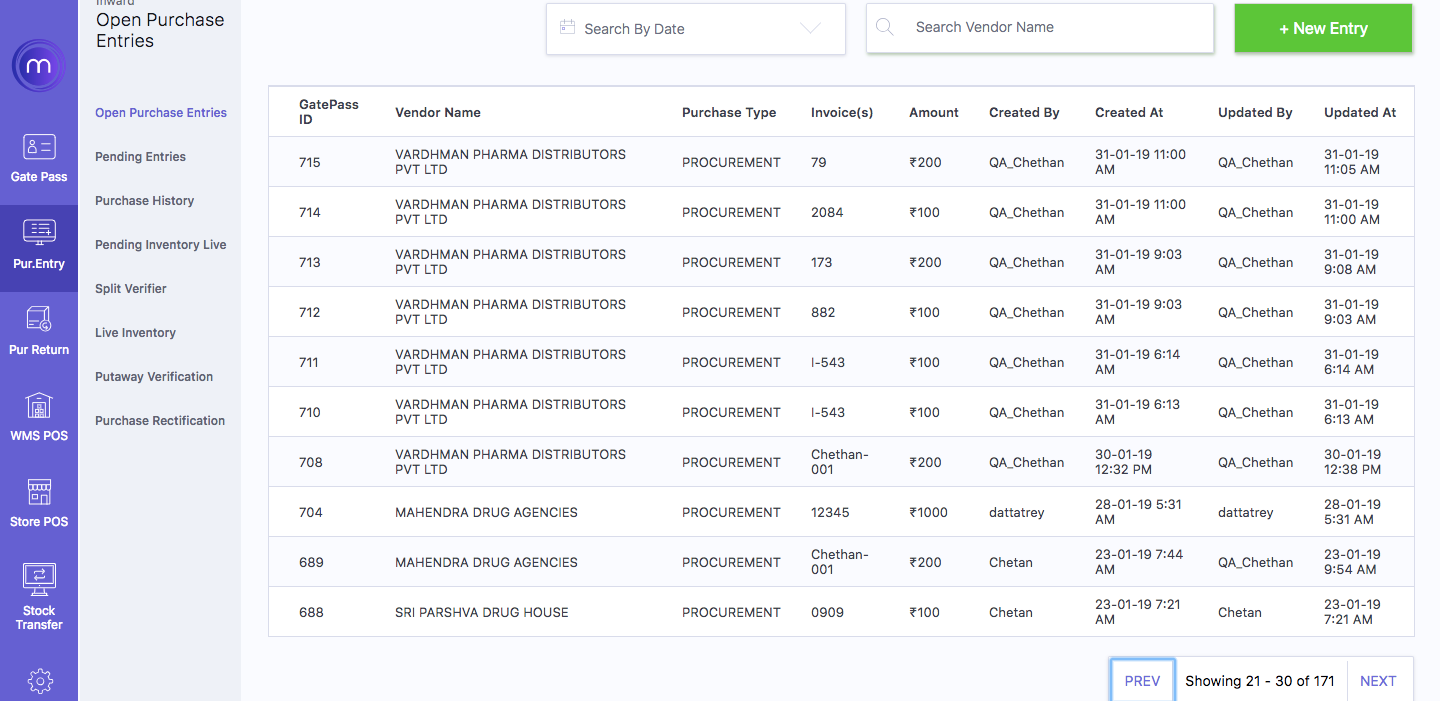 Inward
Open Purchase
Entries
Search By Date
Search Vendor Name
+ New Entry
m
Gate Pass
Pur.Entry
Pur Return
WMS POS
Store POS
Stock
Transfer
Open Purchase Entries
Pending Entries
Purchase History
Pending Inventory Live
Split Verifier
Live Inventory
Putaway Verification
Purchase Rectification
GatePass ID Vendor Name Purchase Type Invoice(s) Amount Created By Created At Updated By Updated At
715 VARDHMAN PHARMA DISTRIBUTORS PVT LTD PROCUREMENT 79 ₹200 QA_Chethan 31-01-19 11:00 AM QA_Chethan 31-01-19 11:05 AM
714 VARDHMAN PHARMA DISTRIBUTORS PVT LTD PROCUREMENT 2084 ₹100 QA_Chethan 31-01-19 11:00 AM QA_Chethan 31-01-19 11:00 AM
713 VARDHMAN PHARMA DISTRIBUTORS PVT LTD PROCUREMENT 173 ₹200 QA_Chethan 31-01-19 9:03 AM QA_Chethan 31-01-19 9:08 AM
712 VARDHMAN PHARMA DISTRIBUTORS PVT LTD PROCUREMENT 882 ₹100 QA_Chethan 31-01-19 9:03 AM QA_Chethan 31-01-19 9:03 AM
711 VARDHMAN PHARMA DISTRIBUTORS PVT LTD PROCUREMENT I-543 ₹100 QA_Chethan 31-01-19 6:14 AM QA_Chethan 31-01-19 6:14 AM
710 VARDHMAN PHARMA DISTRIBUTORS PVT LTD PROCUREMENT I-543 ₹100 QA_Chethan 31-01-19 6:13 AM QA_Chethan 31-01-19 6:13 AM
708 VARDHMAN PHARMA DISTRIBUTORS PVT LTD PROCUREMENT Chethan-001 ₹200 QA_Chethan 30-01-19 12:32 PM QA_Chethan 30-01-19 12:38 PM
704 MAHENDRA DRUG AGENCIES PROCUREMENT 12345 ₹1000 dattatrey 28-01-19 5:31 AM dattatrey 28-01-19 5:31 AM
689 MAHENDRA DRUG AGENCIES PROCUREMENT Chethan-001 ₹200 Chetan 23-01-19 7:44 AM QA_Chethan 23-01-19 9:54 AM
688 SRI PARSHVA DRUG HOUSE PROCUREMENT 0909 ₹100 Chetan 23-01-19 7:21 AM Chetan 23-01-19 7:21 AM
PREV Showing 21 - 30 of 171 NEXT